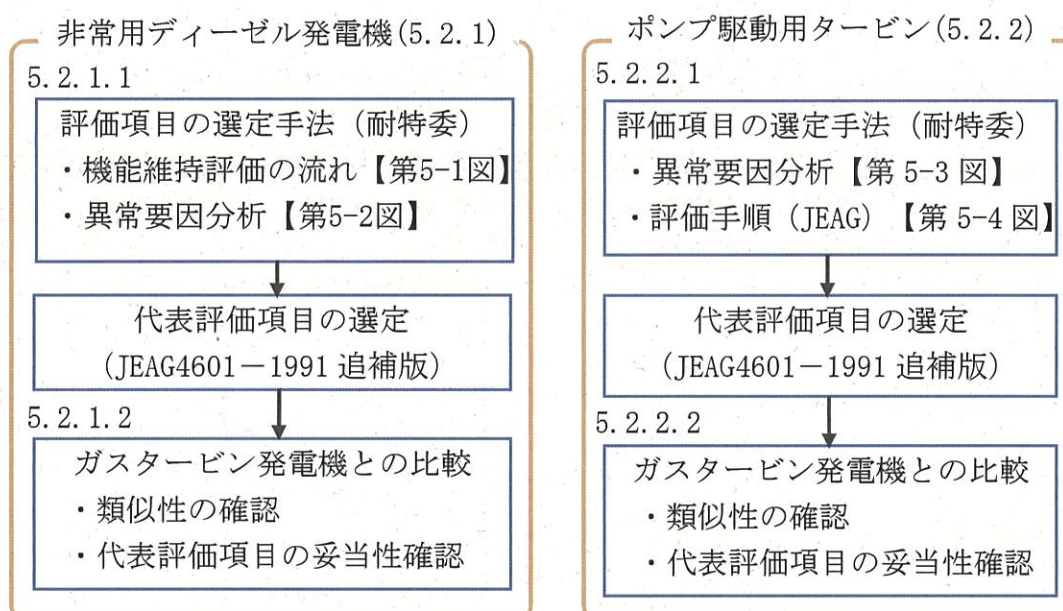 非常用ディーゼル発電機(5.2.1)
5.2.1.1
評価項目の選定手法（耐特委）
・機能維持評価の流れ【第5-1図】
・異常要因分析【第5-2図】
代表評価項目の選定
（JEAG4601－1991 追補版）
5.2.1.2
ガスタービン発電機との比較
・類似性の確認
・代表評価項目の妥当性確認
ポンプ駆動用タービン(5.2.2)
5.2.2.1
評価項目の選定手法（耐特委）
・異常要因分析【第 5-3 図】
・評価手順（JEAG）【第 5-4 図】
代表評価項目の選定
（JEAG4601－1991 追補版）
5.2.2.2
ガスタービン発電機との比較
・類似性の確認
・代表評価項目の妥当性確認